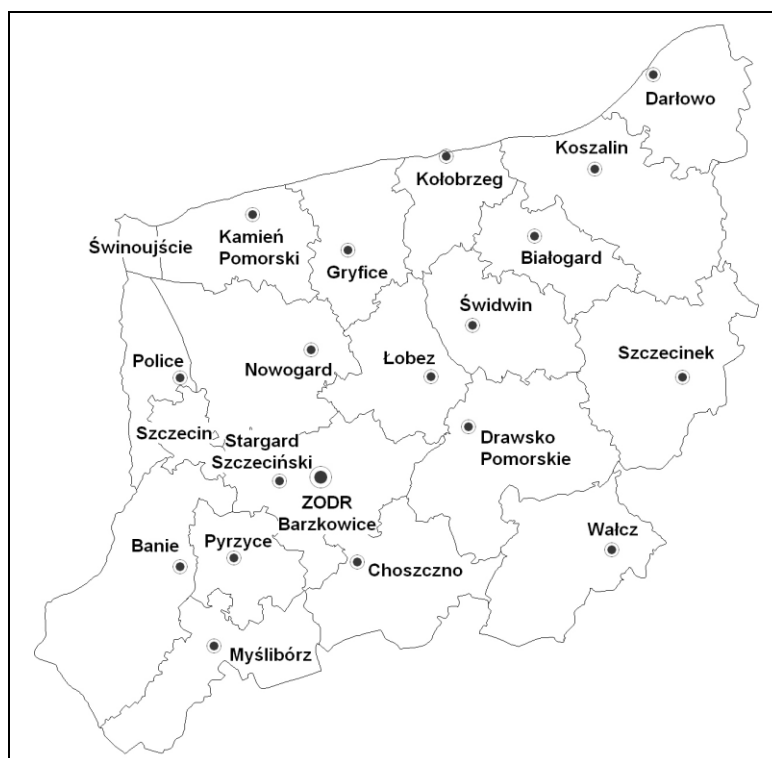 Darłowo
Koszalin
Kołobrzeg
Świnoujście
Kamień
Pomorski
Gryfice
Białogard
Świdwin
Police
Nowogard
Łobez
Szczecinek
Szczecin
Stargard
Szczeciński
Drawsko
Pomorskie
ZODR
Barzkowice
Banie
Pyrzyce
Choszczno
Wałcz
Myślibórz